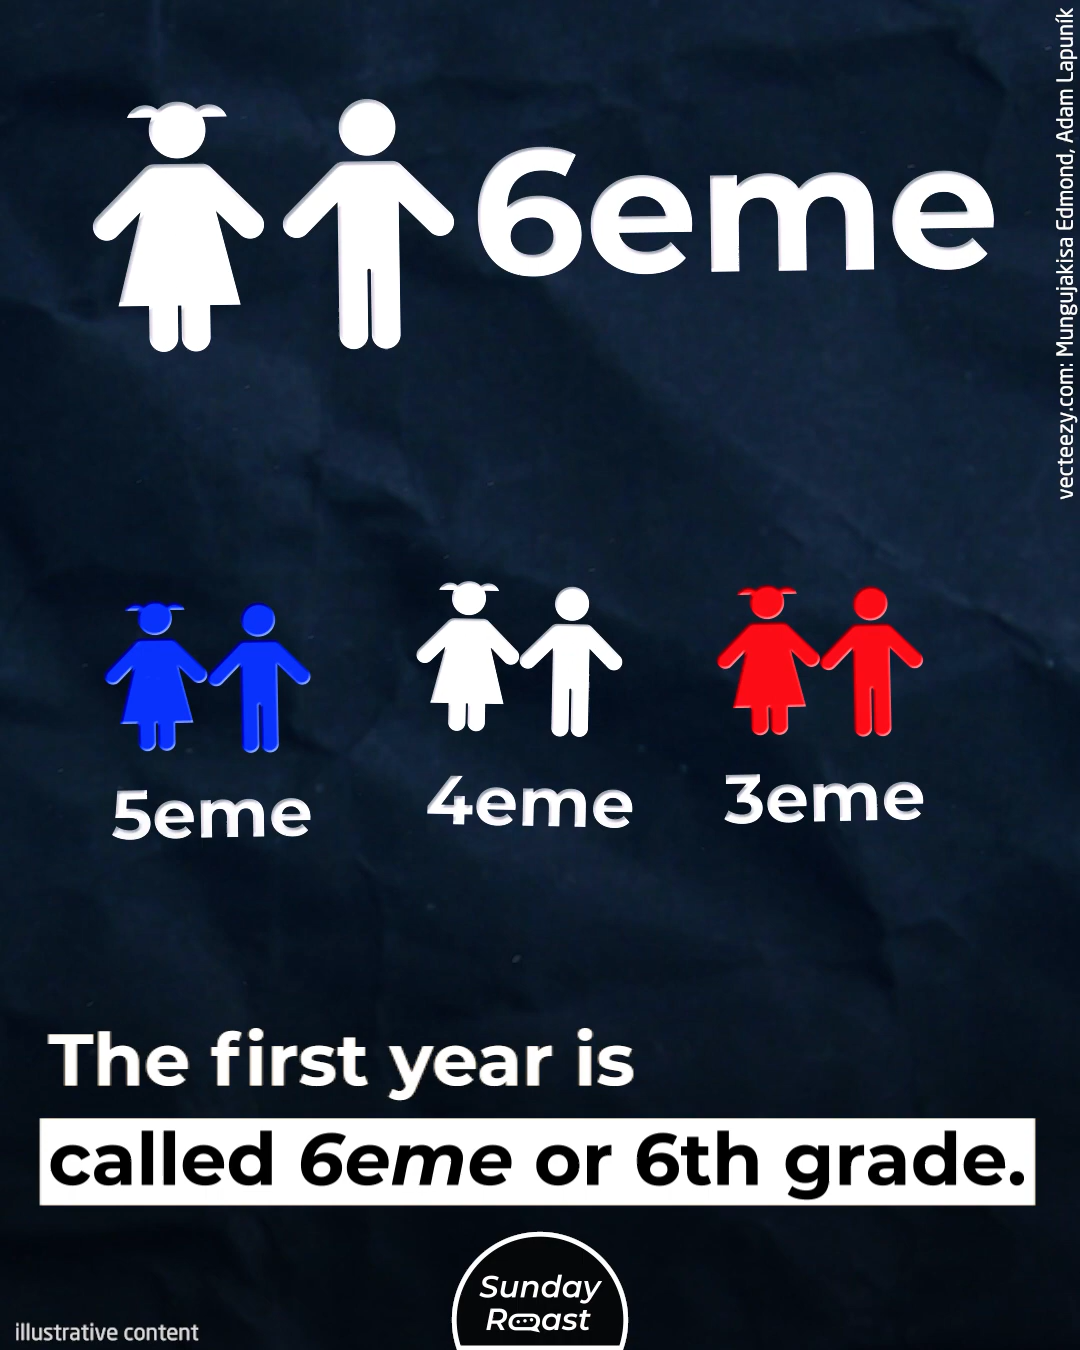 6eme
5eme
4eme
3eme
The first year is
called 6eme or 6th grade.
Sunday
Roast
illustrative content
vecteezy.com: Mungujakisa Edmond, Adam Lapuník